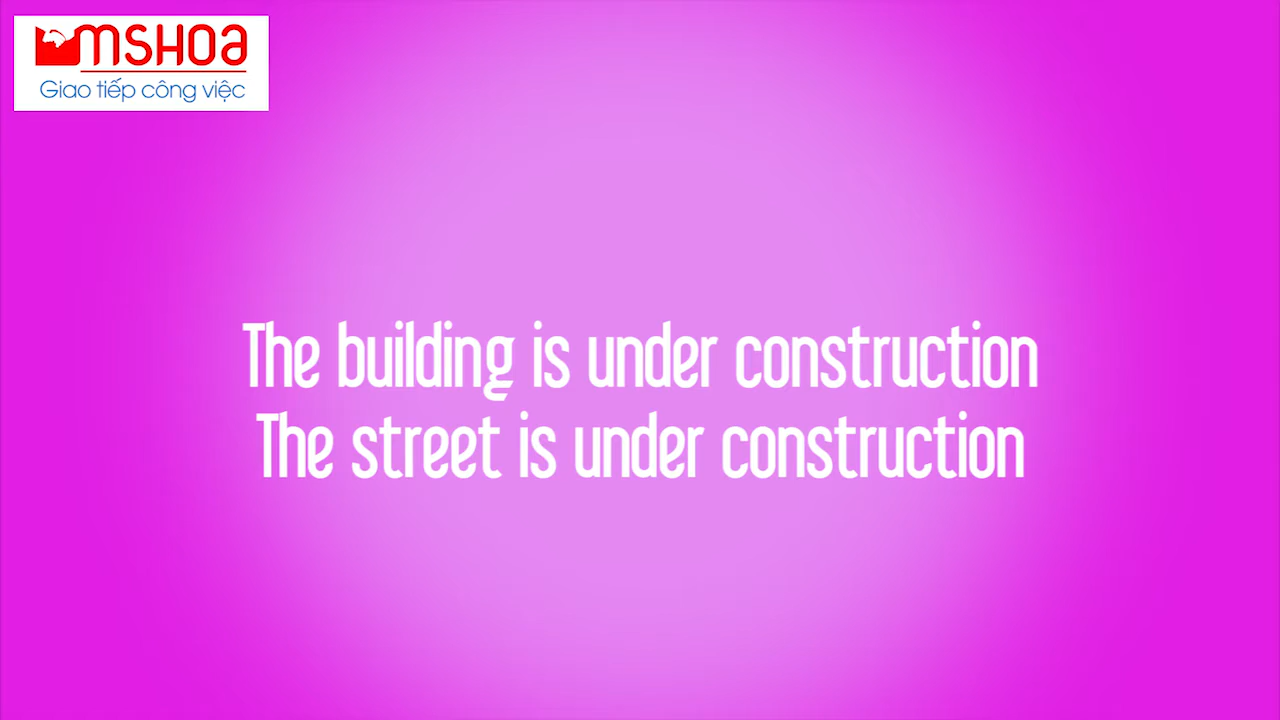 MSHOA
Giao tiếp công việc
The building is under construction
The street is under construction